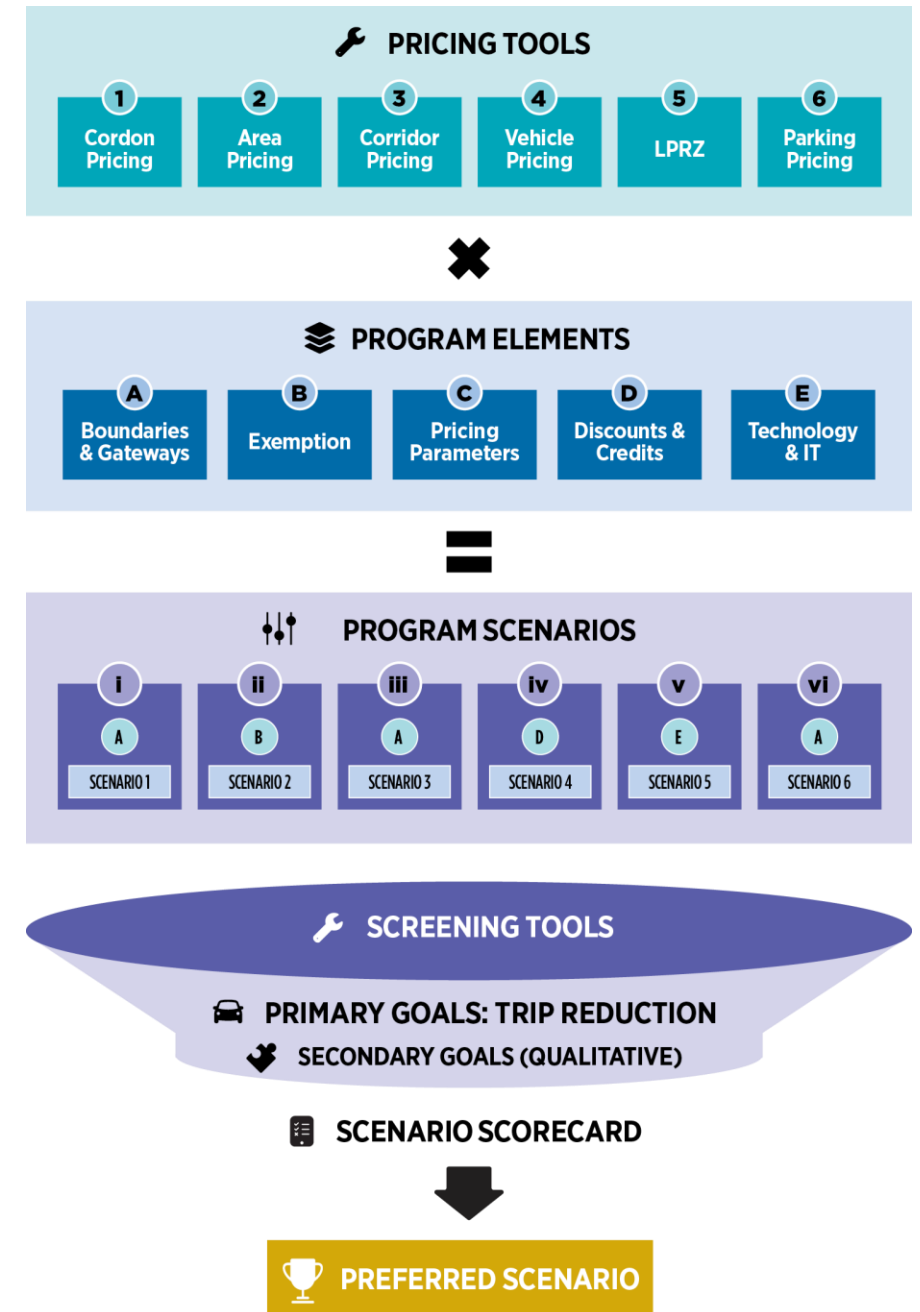 PRICING TOOLS
1
Cordon
Pricing
2
Area
Pricing
3
Corridor
Pricing
4
Vehicle
Pricing
5
LPRZ
6
Parking
Pricing
PROGRAM ELEMENTS
A
Boundaries
& Gateways
B
Exemption
C
Pricing
Parameters
D
Discounts &
Credits
E
Technology
& IT
PROGRAM SCENARIOS
i
A
SCENARIO 1
ii
B
SCENARIO 2
iii
A
SCENARIO 3
iv
D
SCENARIO 4
v
E
SCENARIO 5
vi
A
SCENARIO 6
SCREENING TOOLS
PRIMARY GOALS: TRIP REDUCTION
SECONDARY GOALS (QUALITATIVE)
SCENARIO SCORECARD
PREFERRED SCENARIO